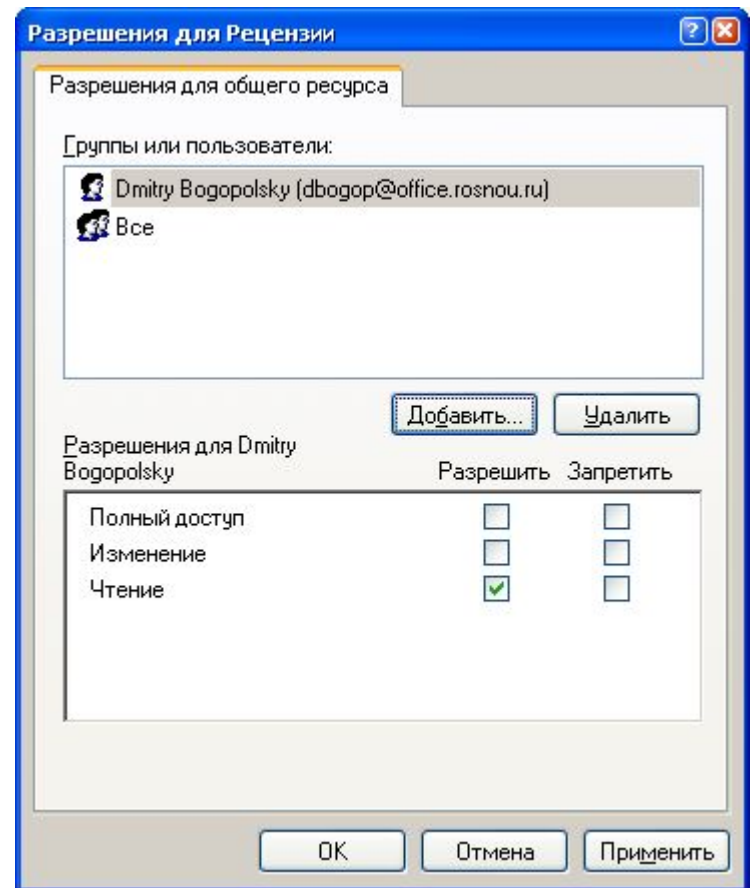 Разрешения для Рецензии
Разрешения для общего ресурса
Группы или пользователи:
Dmitry Bogopolsky (dbogop@office.rosnou.ru)
Все
Добавить... Удалить
Разрешения для Dmitry
Bogopolsky Разрешить Запретить
Полный доступ
Изменение
Чтение
OK Отмена Применить